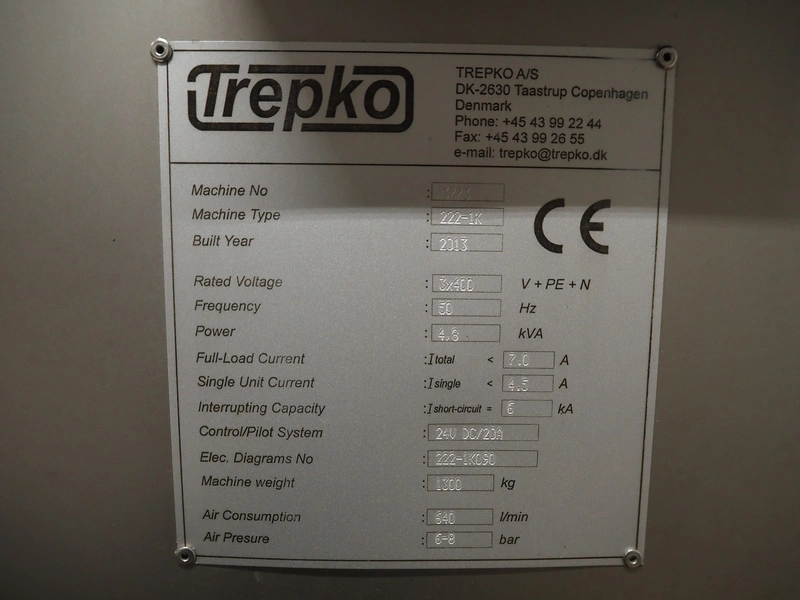 Trepko
TREPKO A/S
DK-2630 Taastrup Copenhagen
Denmark
Phone: +45 43 99 22 44
Fax: +45 43 99 26 55
e-mail: trepko@trepko.dk
Machine No :
Machine Type : 222-1K
CE
Built Year : 2013
Rated Voltage : 3x400 V + PE + N
Frequency : 50 Hz
Power : 4.8 kVA
Full-Load Current : I total < 7.0 A
Single Unit Current : I single < 4.5 A
Interrupting Capacity : I short-circuit = 6 kA
Control/Pilot System : 24V DC/20A
Elec. Diagrams No : 222-1K090
Machine weight : 1300 kg
Air Consumption : 640 l/min
Air Presure : 6-8 bar